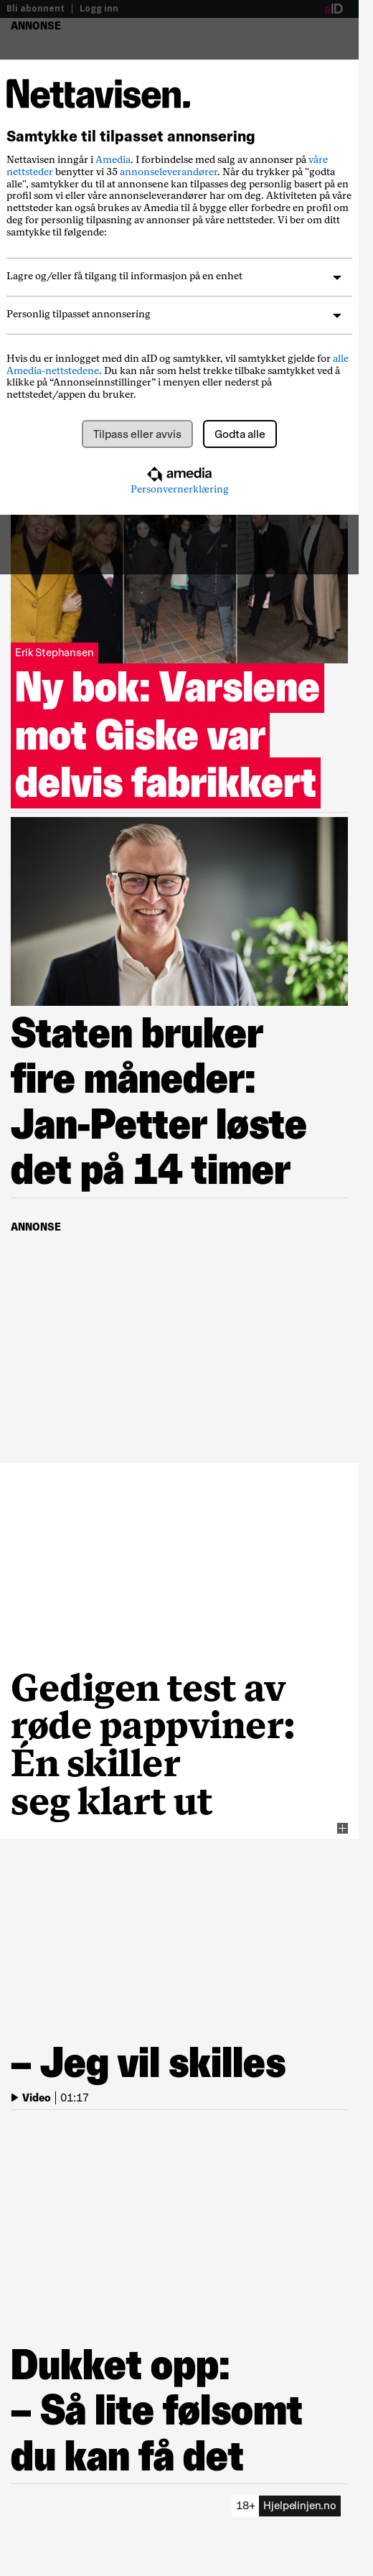 Bli abonnent | Logg inn
aID
ANNONSE
Nettavisen.
Samtykke til tilpasset annonsering
Nettavisen inngår i Amedia. I forbindelse med salg av annonser på våre
nettsteder benytter vi 35 annonseleverandører. Når du trykker på "godta
alle", samtykker du til at annonsene kan tilpasses deg personlig basert på en
profil som vi eller våre annonseleverandører har om deg. Aktiviteten på våre
nettsteder kan også brukes av Amedia til å bygge eller forbedre en profil om
deg for personlig tilpasning av annonser på våre nettsteder. Vi ber om ditt
samtykke til følgende:
Lagre og/eller få tilgang til informasjon på en enhet
Personlig tilpasset annonsering
Hvis du er innlogget med din aID og samtykker, vil samtykket gjelde for alle
Amedia-nettstedene. Du kan når som helst trekke tilbake samtykket ved å
klikke på “Annonseinnstillinger” i menyen eller nederst på
nettstedet/appen du bruker.
Tilpass eller avvis
Godta alle
amedia
Personvernerklæring
Erik Stephansen
Ny bok: Varslene
mot Giske var
delvis fabrikkert
Staten bruker
fire måneder:
Jan-Petter løste
det på 14 timer
ANNONSE
Gedigen test av
røde pappviner:
Én skiller
seg klart ut
– Jeg vil skilles
Video | 01:17
Dukket opp:
– Så lite følsomt
du kan få det
18+ Hjelpelinjen.no